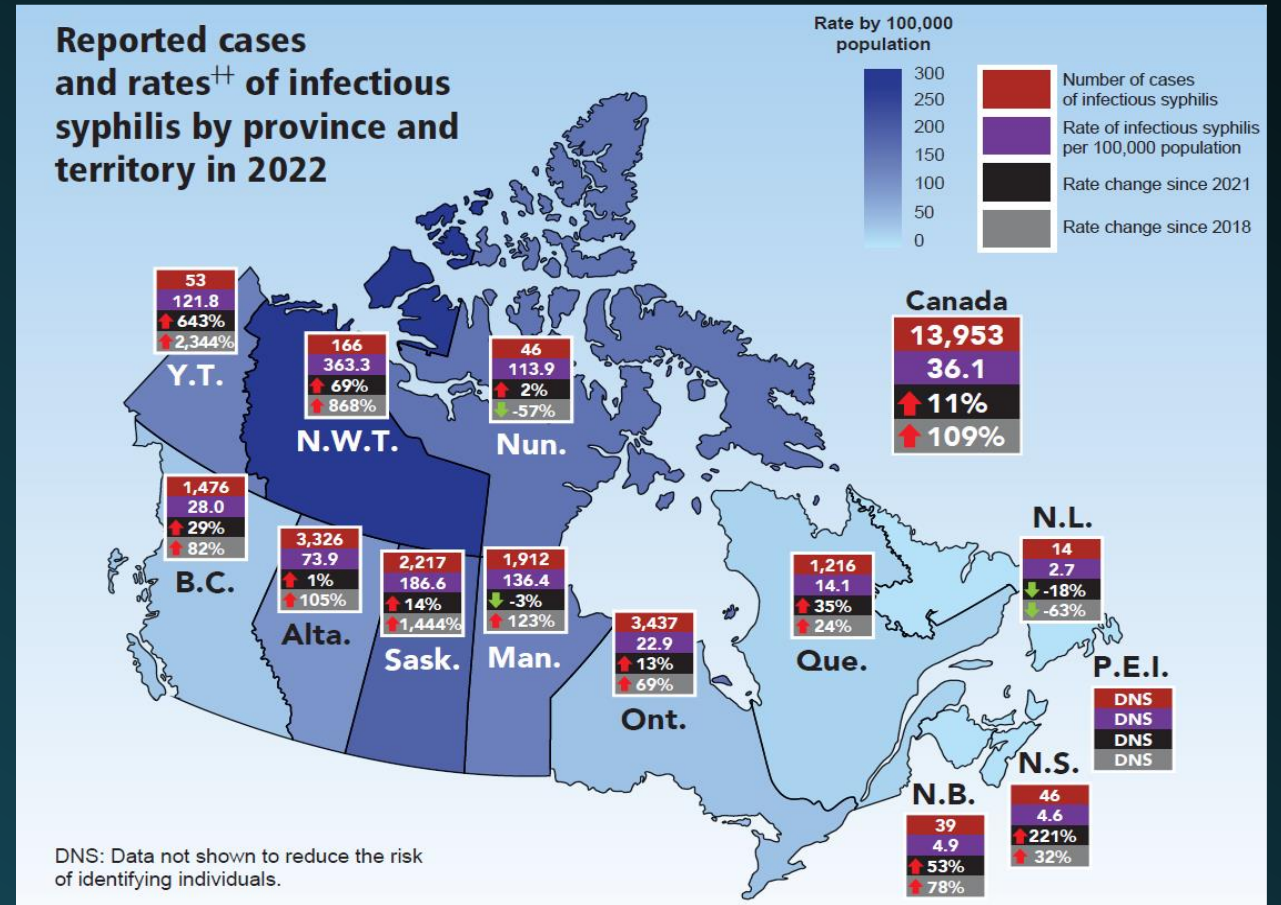 Reported cases
and rates‡‡ of infectious
syphilis by province and
territory in 2022
Rate by 100,000
population
300
250
200
150
100
50
0
Number of cases
of infectious syphilis
Rate of infectious syphilis
per 100,000 population
Rate change since 2021
Rate change since 2018
Canada
13,953
36.1
11%
109%
53
121.8
643%
2,344%
Y.T.
166
363.3
69%
868%
N.W.T.
46
113.9
2%
-57%
Nun.
1,476
28.0
29%
82%
B.C.
3,326
73.9
1%
105%
Alta.
2,217
186.6
14%
1,444%
Sask.
1,912
136.4
-3%
123%
Man.
3,437
22.9
13%
69%
Ont.
1,216
14.1
35%
24%
Que.
N.L.
14
2.7
-18%
-63%
P.E.I.
DNS
DNS
DNS
DNS
N.S.
46
4.6
221%
32%
N.B.
39
4.9
53%
78%
DNS: Data not shown to reduce the risk
of identifying individuals.